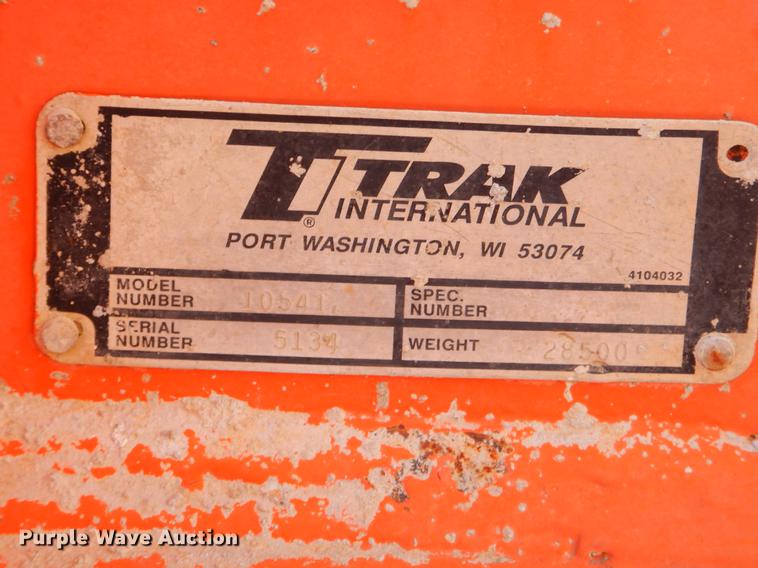 TRAK
INTERNATIONAL
®
PORT WASHINGTON, WI 53074
4104032
MODEL NUMBER 10541
SPEC. NUMBER
SERIAL NUMBER 5134
WEIGHT 28500
Purple Wave Auction